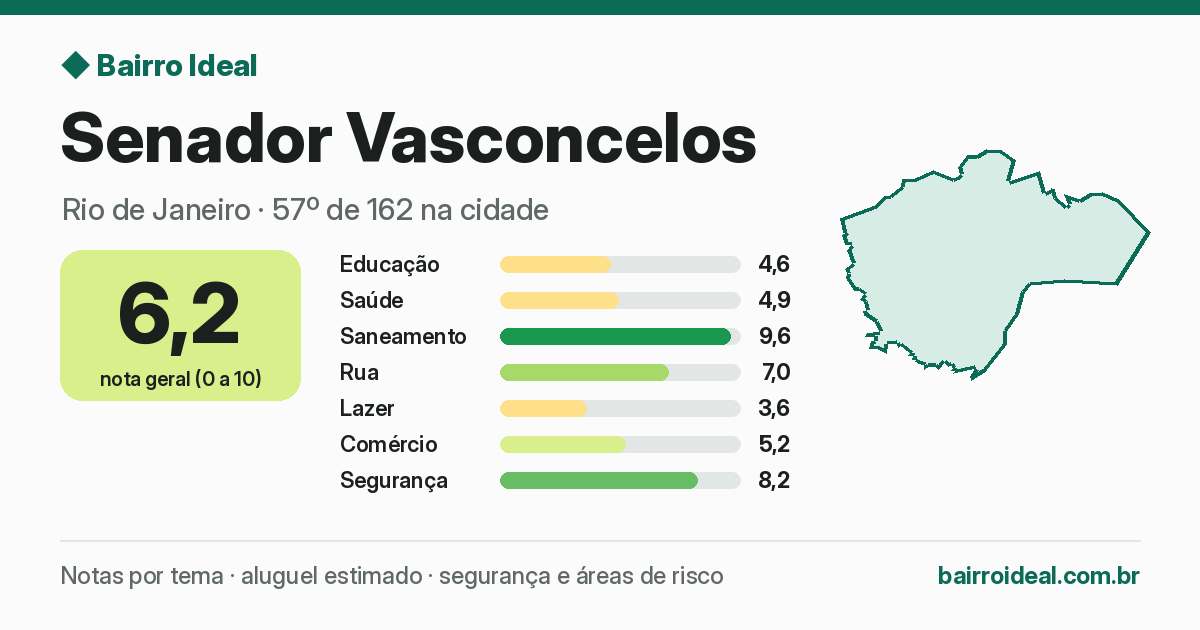 Bairro Ideal
Senador Vasconcelos
Rio de Janeiro · 57º de 162 na cidade
6,2
nota geral (0 a 10)
Educação 4,6
Saúde 4,9
Saneamento 9,6
Rua 7,0
Lazer 3,6
Comércio 5,2
Segurança 8,2
Notas por tema · aluguel estimado · segurança e áreas de risco
bairroideal.com.br